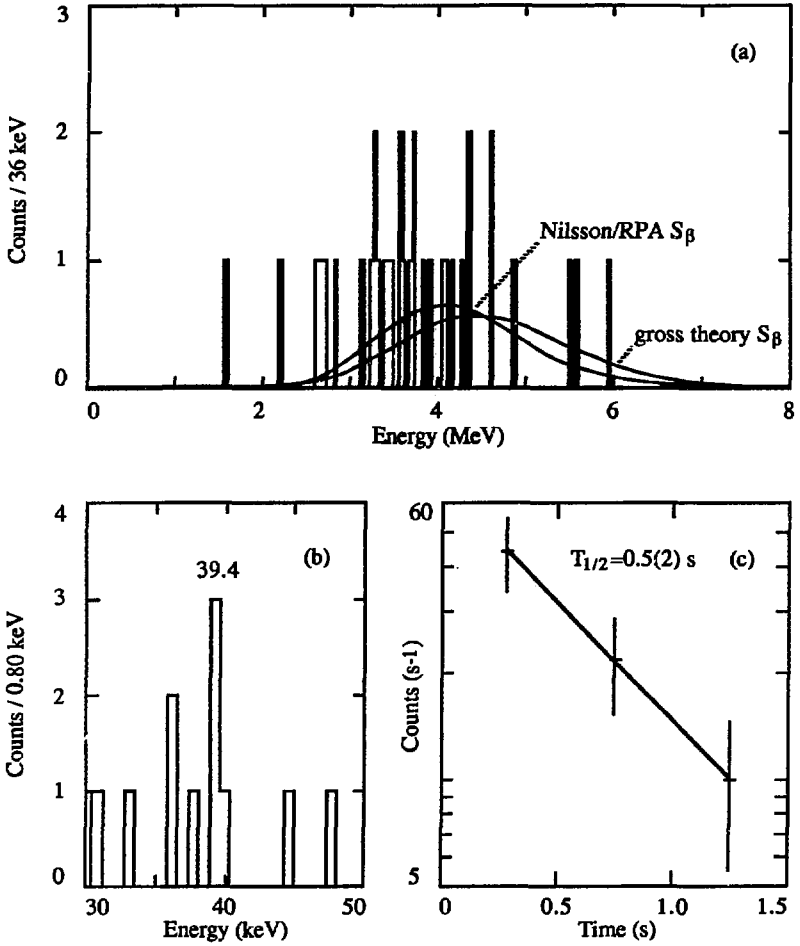 3
(a)
2
Counts / 36 keV
Nilsson/RPA Sβ
1
gross theory Sβ
0
0 2 4 6 8
Energy (MeV)
4
(b)
39.4
3
Counts / 0.80 keV
2
1
0
30 40 50
Energy (keV)
60
T1/2=0.5(2) s (c)
Counts (s-1)
5
0 0.5 1.0 1.5
Time (s)